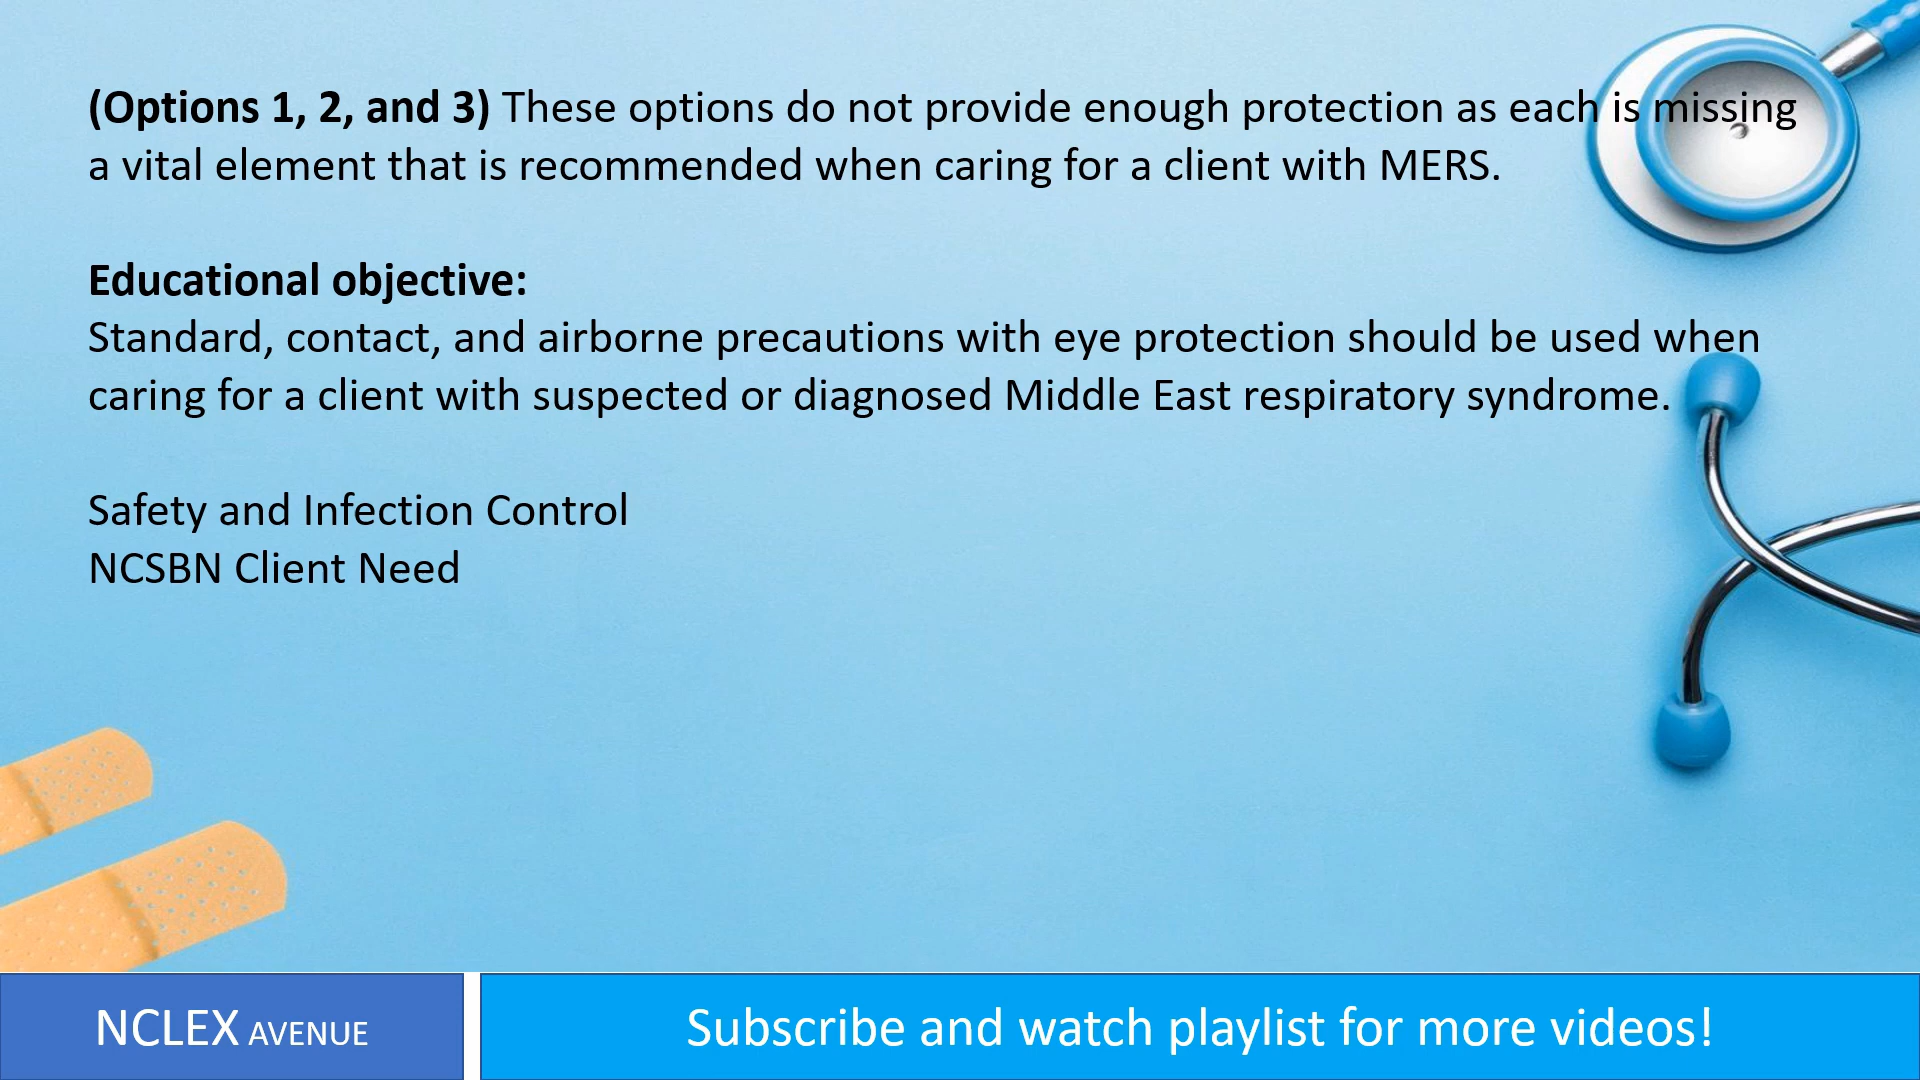 (Options 1, 2, and 3) These options do not provide enough protection as each is missing
a vital element that is recommended when caring for a client with MERS.
Educational objective:
Standard, contact, and airborne precautions with eye protection should be used when
caring for a client with suspected or diagnosed Middle East respiratory syndrome.
Safety and Infection Control
NCSBN Client Need
NCLEX AVENUE
Subscribe and watch playlist for more videos!